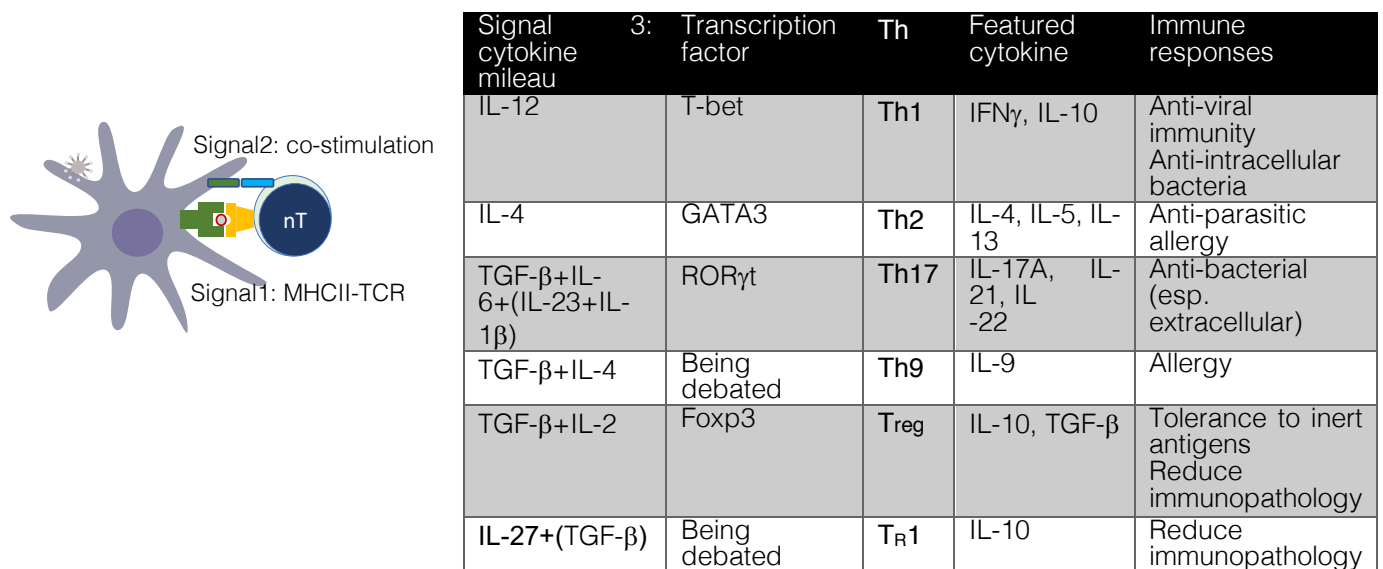 Signal2: co-stimulation
nT
Signal1: MHCII-TCR
Signal 3:
cytokine
mileau
Transcription
factor
Th
Featured
cytokine
Immune
responses
IL-12
T-bet
Th1
IFNγ, IL-10
Anti-viral
immunity
Anti-intracellular
bacteria
IL-4
GATA3
Th2
IL-4, IL-5, IL-
13
Anti-parasitic
allergy
TGF-β+IL-
6+(IL-23+IL-
1β)
RORγt
Th17
IL-17A, IL-
21, IL
-22
Anti-bacterial
(esp.
extracellular)
TGF-β+IL-4
Being
debated
Th9
IL-9
Allergy
TGF-β+IL-2
Foxp3
Treg
IL-10, TGF-β
Tolerance to inert
antigens
Reduce
immunopathology
IL-27+(TGF-β)
Being
debated
TR1
IL-10
Reduce
immunopathology